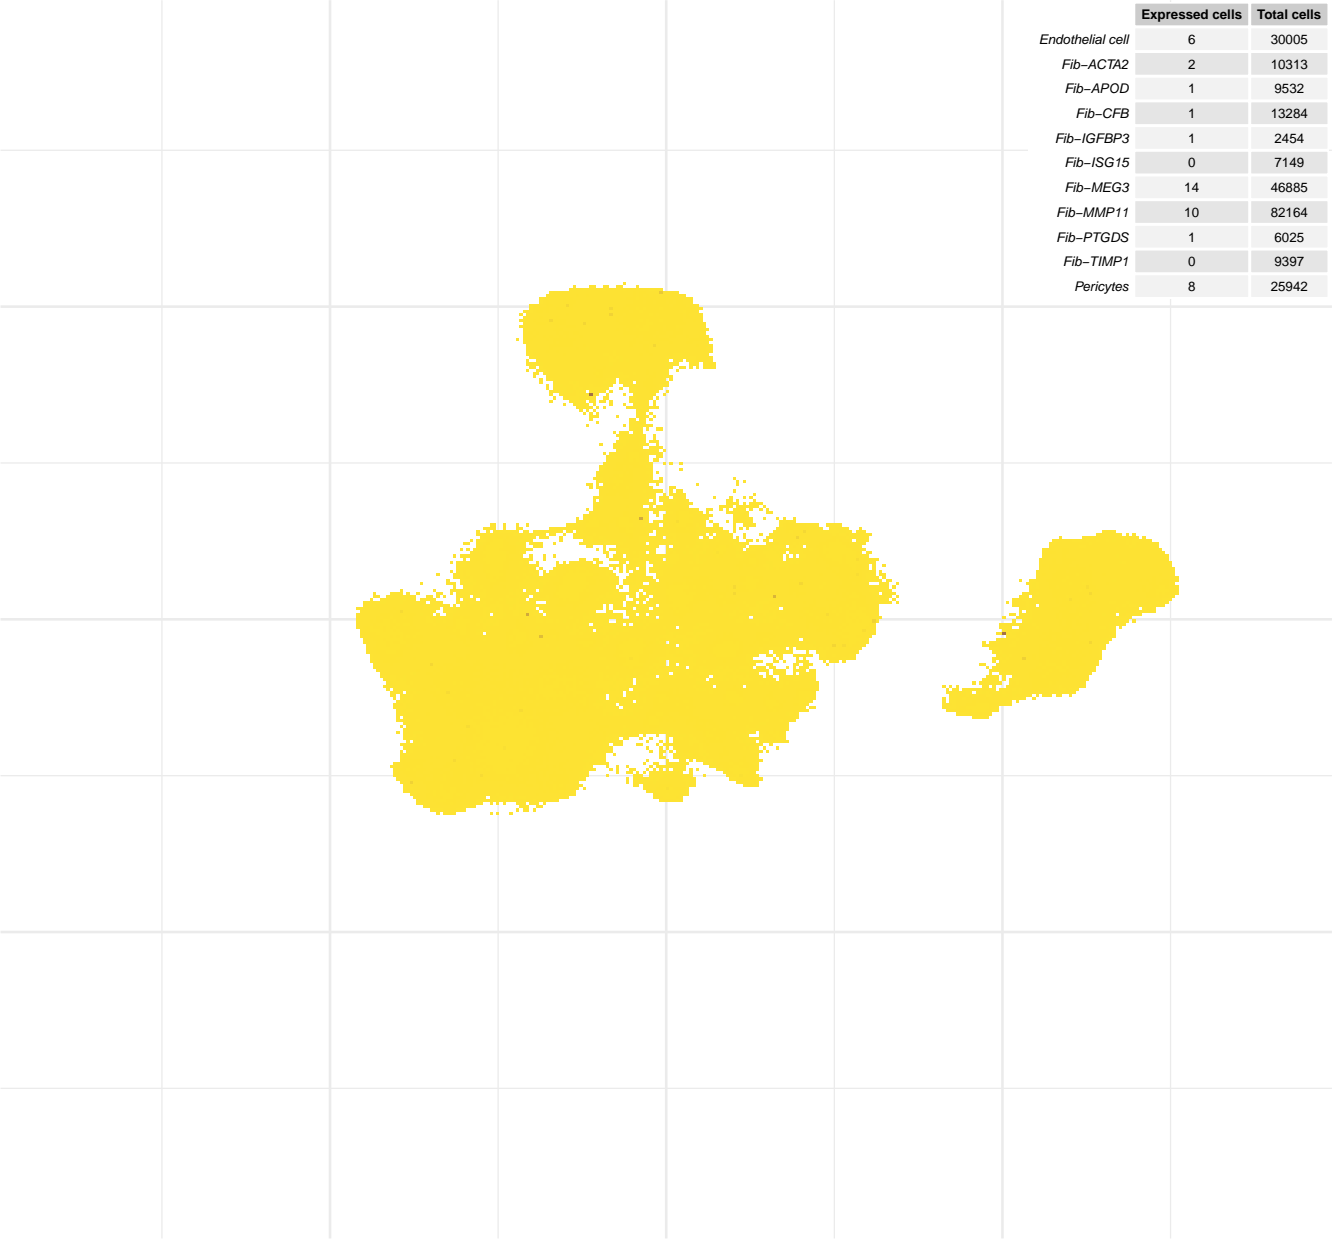 Expressed cells Total cells
Endothelial cell 6 30005
Fib−ACTA2 2 10313
Fib−APOD 1 9532
Fib−CFB 1 13284
Fib−IGFBP3 1 2454
Fib−ISG15 0 7149
Fib−MEG3 14 46885
Fib−MMP11 10 82164
Fib−PTGDS 1 6025
Fib−TIMP1 0 9397
Pericytes 8 25942